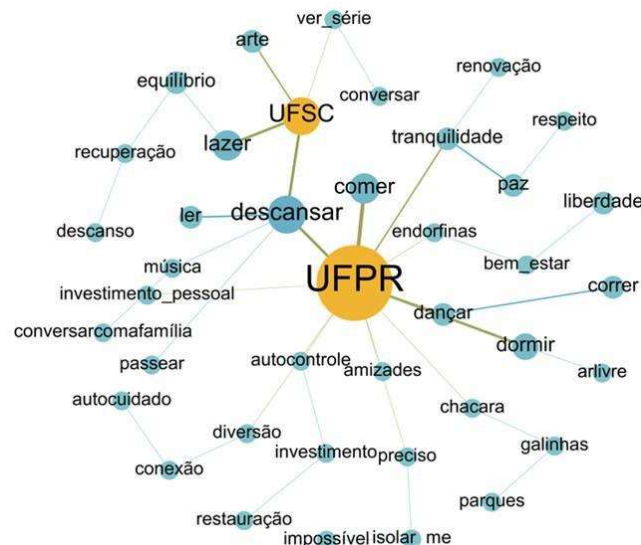 ver_série
arte
renovação
equilíbrio
conversar
UFSC
respeito
tranquilidade
recuperação
lazer
comer
paz
liberdade
ler
descansar
descanso
endorfinas
música
bem_estar
UFPR
correr
investimento_pessoal
dançar
conversarcomafamília
dormir
passear
autocontrole
amizades
arlivre
autocuidado
chacara
diversão
galinhas
conexão
investimento
preciso
parques
restauração
impossível
isolar_me